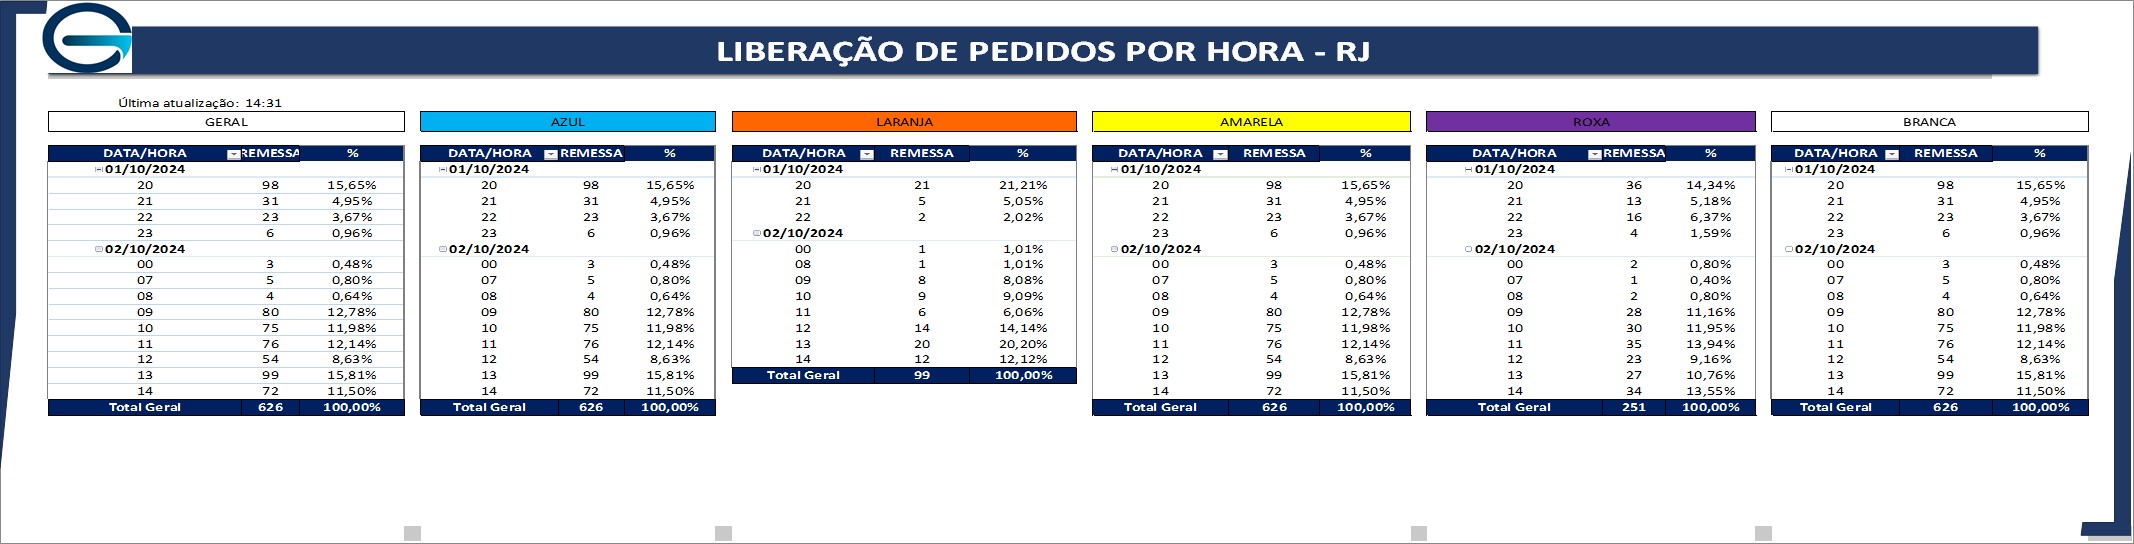 LIBERAÇÃO DE PEDIDOS POR HORA - RJ
Última atualização: 14:31
GERAL
DATA/HORA REMESSA %
01/10/2024
20 98 15,65%
21 31 4,95%
22 23 3,67%
23 6 0,96%
02/10/2024
00 3 0,48%
07 5 0,80%
08 4 0,64%
09 80 12,78%
10 75 11,98%
11 76 12,14%
12 54 8,63%
13 99 15,81%
14 72 11,50%
Total Geral 626 100,00%
AZUL
DATA/HORA REMESSA %
01/10/2024
20 98 15,65%
21 31 4,95%
22 23 3,67%
23 6 0,96%
02/10/2024
00 3 0,48%
07 5 0,80%
08 4 0,64%
09 80 12,78%
10 75 11,98%
11 76 12,14%
12 54 8,63%
13 99 15,81%
14 72 11,50%
Total Geral 626 100,00%
LARANJA
DATA/HORA REMESSA %
01/10/2024
20 21 21,21%
21 5 5,05%
22 2 2,02%
02/10/2024
00 1 1,01%
08 1 1,01%
09 8 8,08%
10 9 9,09%
11 6 6,06%
12 14 14,14%
13 20 20,20%
14 12 12,12%
Total Geral 99 100,00%
AMARELA
DATA/HORA REMESSA %
01/10/2024
20 98 15,65%
21 31 4,95%
22 23 3,67%
23 6 0,96%
02/10/2024
00 3 0,48%
07 5 0,80%
08 4 0,64%
09 80 12,78%
10 75 11,98%
11 76 12,14%
12 54 8,63%
13 99 15,81%
14 72 11,50%
Total Geral 626 100,00%
ROXA
DATA/HORA REMESSA %
01/10/2024
20 36 14,34%
21 13 5,18%
22 16 6,37%
23 4 1,59%
02/10/2024
00 2 0,80%
07 1 0,40%
08 2 0,80%
09 28 11,16%
10 30 11,95%
11 35 13,94%
12 23 9,16%
13 27 10,76%
14 34 13,55%
Total Geral 251 100,00%
BRANCA
DATA/HORA REMESSA %
01/10/2024
20 98 15,65%
21 31 4,95%
22 23 3,67%
23 6 0,96%
02/10/2024
00 3 0,48%
07 5 0,80%
08 4 0,64%
09 80 12,78%
10 75 11,98%
11 76 12,14%
12 54 8,63%
13 99 15,81%
14 72 11,50%
Total Geral 626 100,00%